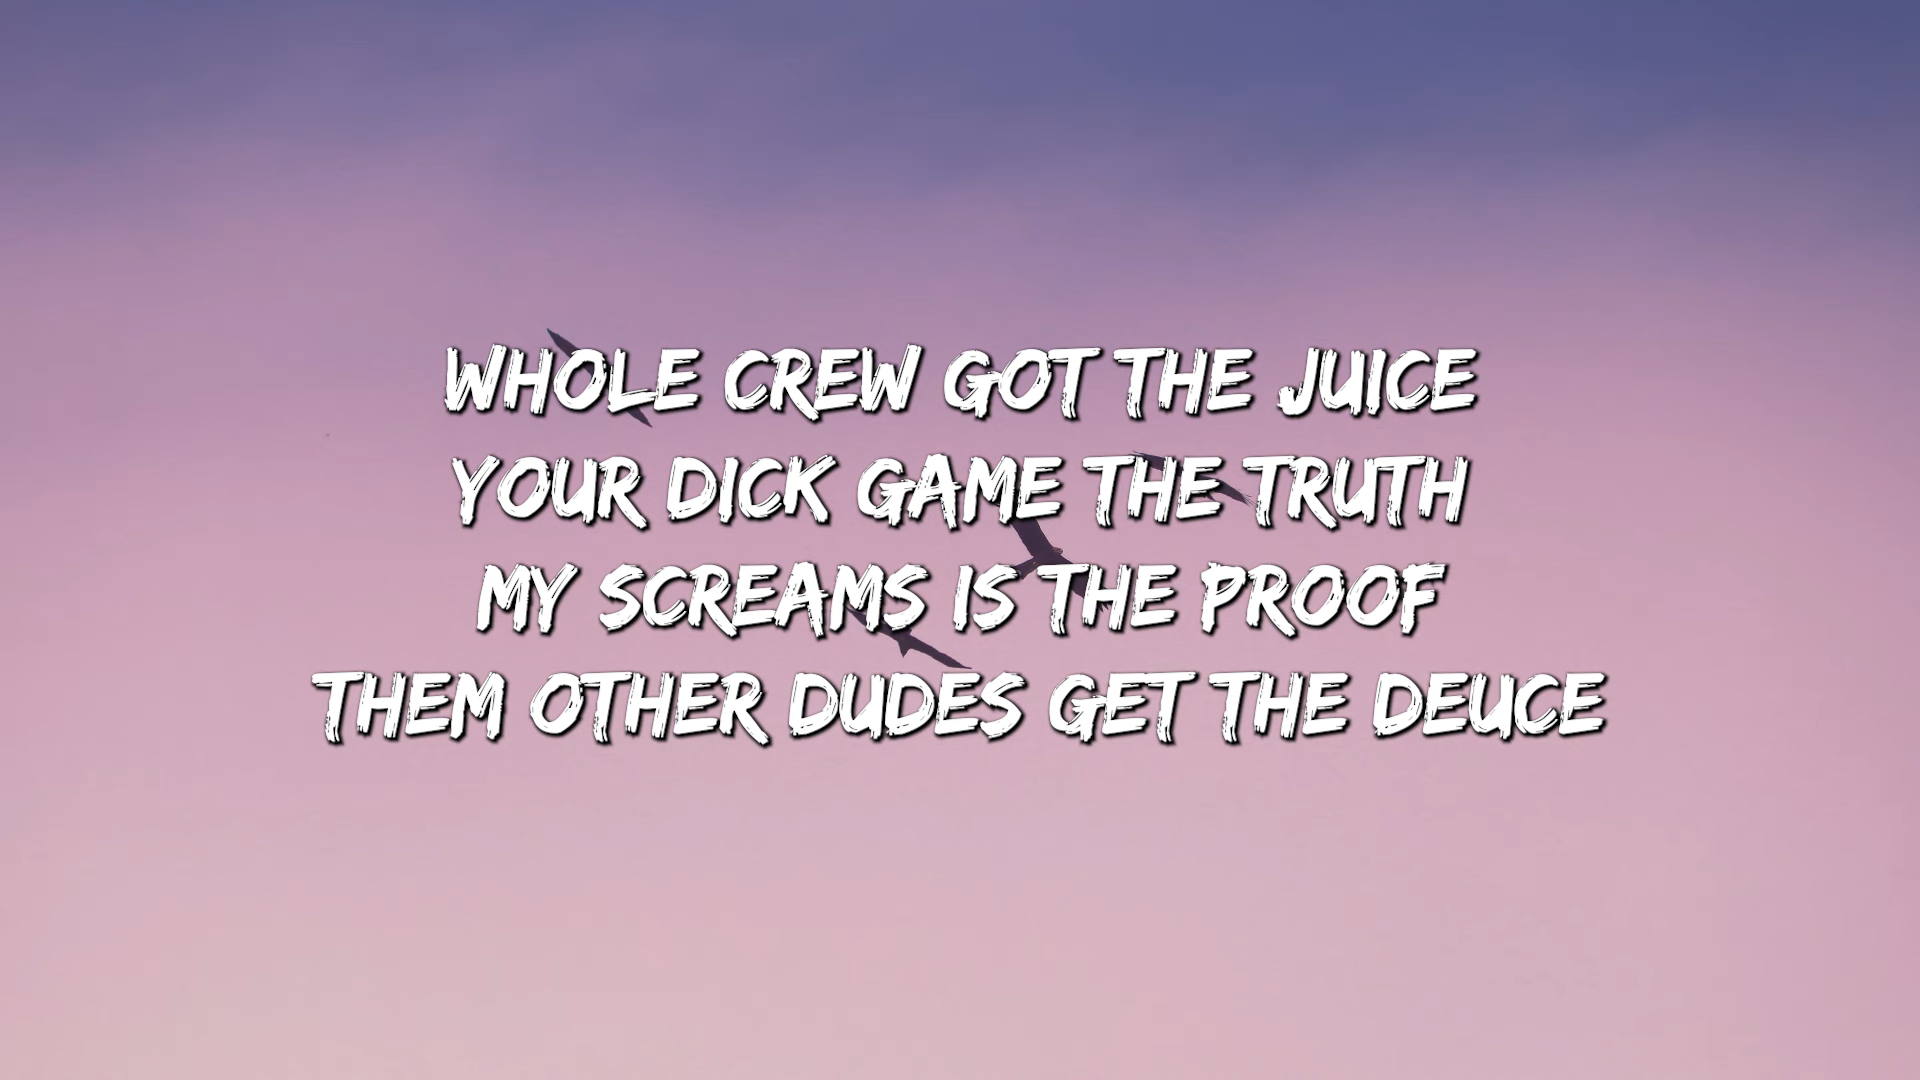 WHOLE CREW GOT THE JUICE
YOUR DICK GAME THE TRUTH
MY SCREAMS IS THE PROOF
THEM OTHER DUDES GET THE DEUCE